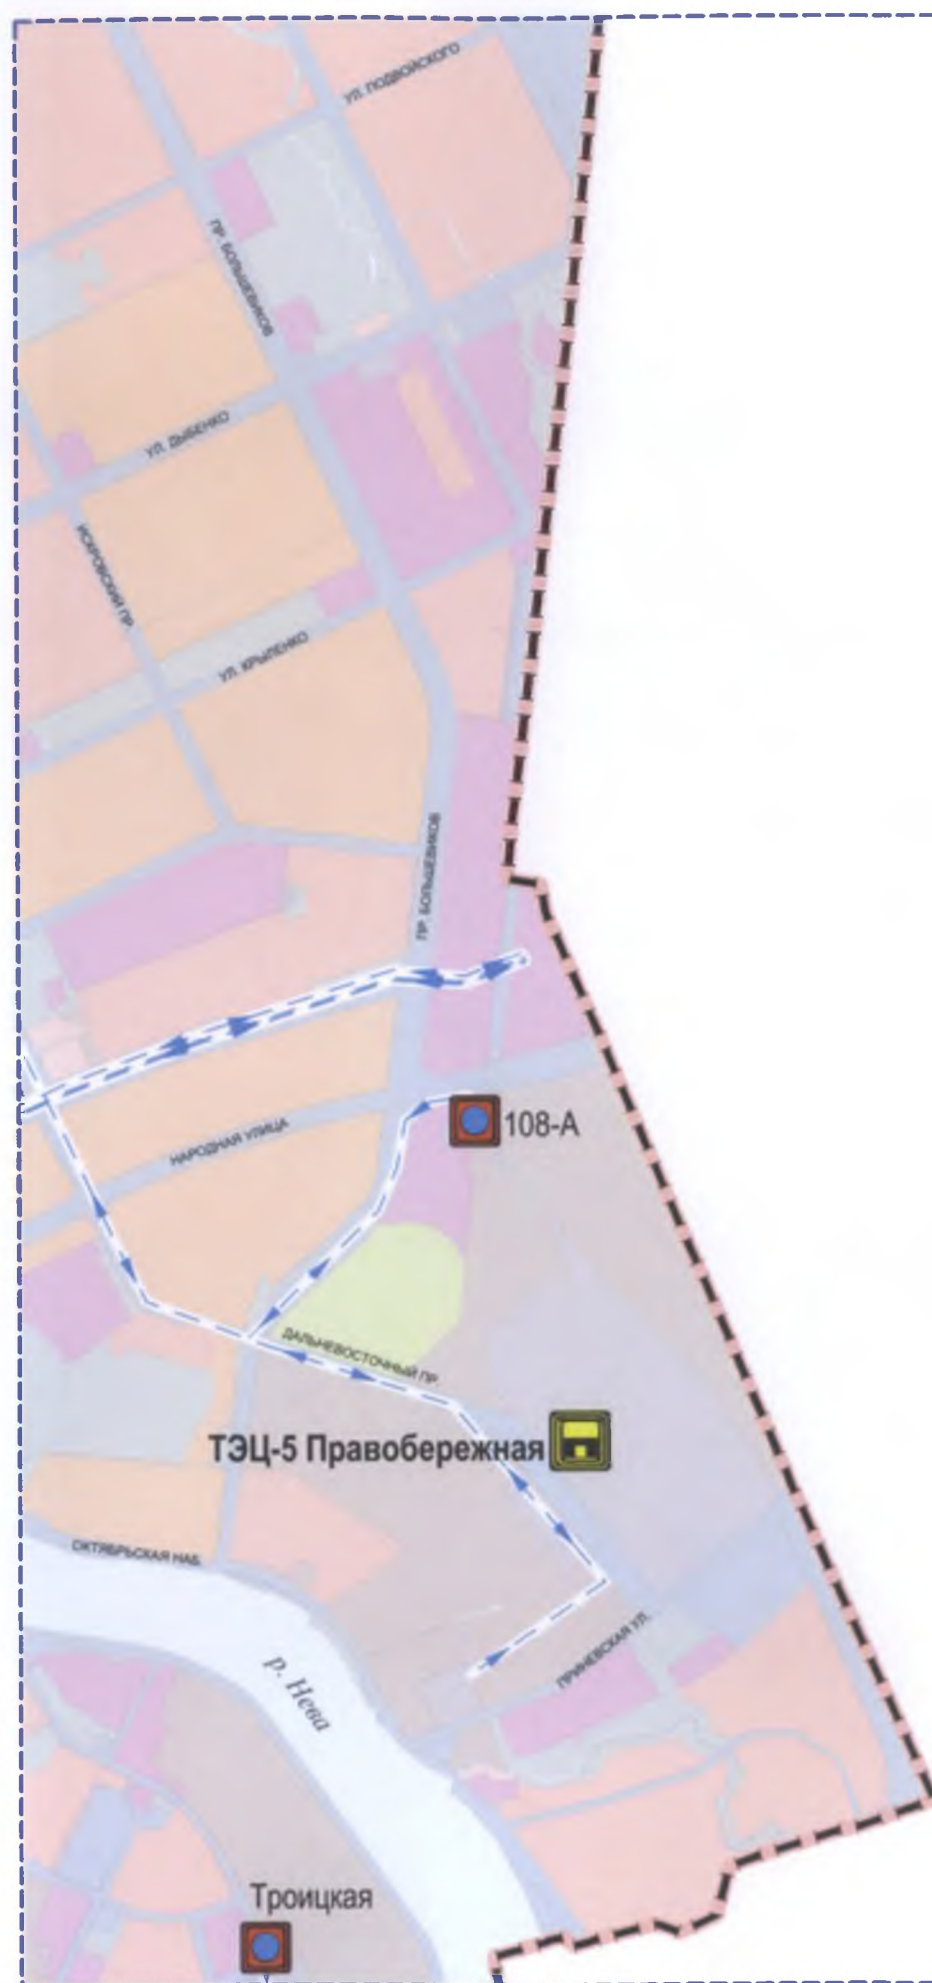 УЛ. ПОДВОЙСКОГО
ПР. БОЛЬШЕВИКОВ
УЛ. ДЫБЕНКО
ИСКРОВСКИЙ ПР.
УЛ. КРЫЛЕНКО
ПР. БОЛЬШЕВИКОВ
108-А
НАРОДНАЯ УЛИЦА
ДАЛЬНЕВОСТОЧНЫЙ ПР.
ТЭЦ-5 Правобережная
ОКТЯБРЬСКАЯ НАБ.
ПРИНЕВСКАЯ УЛ.
р. Нева
Троицкая